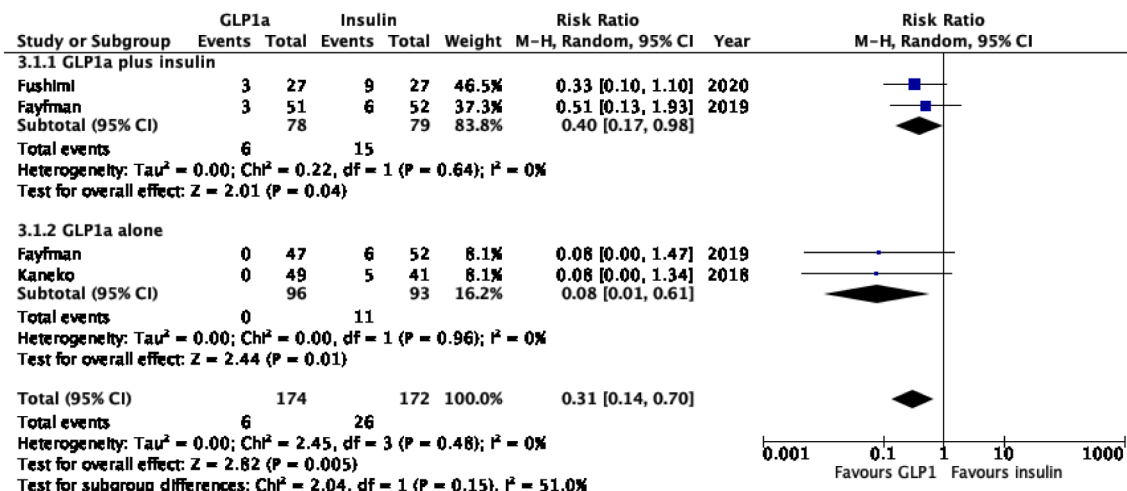 GLP1a Insulin Risk Ratio Risk Ratio
Study or Subgroup Events Total Events Total Weight M-H, Random, 95% CI Year M-H, Random, 95% CI
3.1.1 GLP1a plus insulin
Fushimi 3 27 9 27 46.5% 0.33 [0.10, 1.10] 2020
Fayfman 3 51 6 52 37.3% 0.51 [0.13, 1.93] 2019
Subtotal (95% CI) 78 79 83.8% 0.40 [0.17, 0.98]
Total events 6 15
Heterogeneity: Tau² = 0.00; Chi² = 0.22, df = 1 (P = 0.64); I² = 0%
Test for overall effect: Z = 2.01 (P = 0.04)
3.1.2 GLP1a alone
Fayfman 0 47 6 52 8.1% 0.08 [0.00, 1.47] 2019
Kaneko 0 49 5 41 8.1% 0.08 [0.00, 1.34] 2018
Subtotal (95% CI) 96 93 16.2% 0.08 [0.01, 0.61]
Total events 0 11
Heterogeneity: Tau² = 0.00; Chi² = 0.00, df = 1 (P = 0.96); I² = 0%
Test for overall effect: Z = 2.44 (P = 0.01)
Total (95% CI) 174 172 100.0% 0.31 [0.14, 0.70]
Total events 6 26
Heterogeneity: Tau² = 0.00; Chi² = 2.45, df = 3 (P = 0.48); I² = 0%
Test for overall effect: Z = 2.82 (P = 0.005)
Test for subgroup differences: Chi² = 2.04, df = 1 (P = 0.15), I² = 51.0%
0.001 0.1 1 10 1000
Favours GLP1 Favours insulin